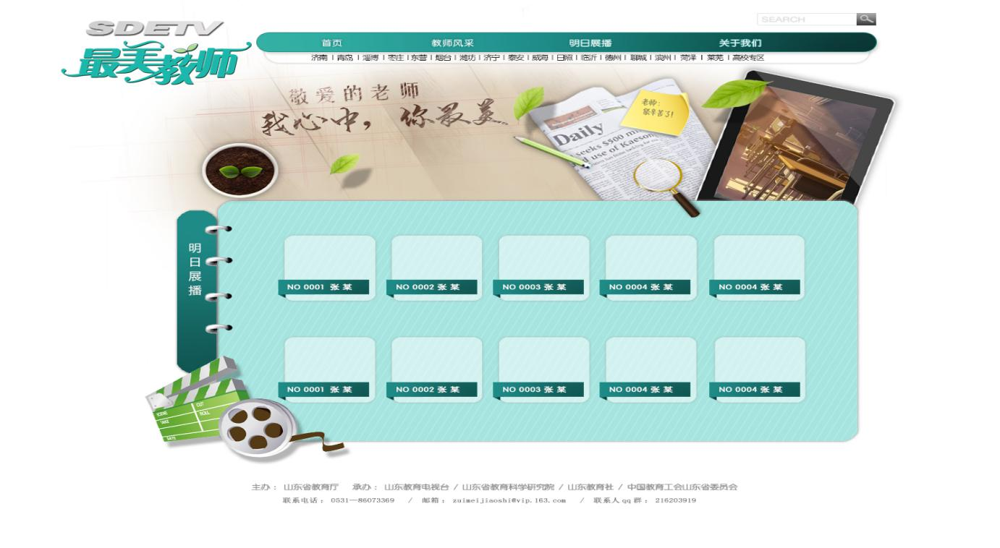 SDETV
最美教师
SEARCH
首页 教师风采 明日展播 关于我们
济南 | 青岛 | 淄博 | 枣庄 | 东营 | 烟台 | 潍坊 | 济宁 | 泰安 | 威海 | 日照 | 临沂 | 德州 | 聊城 | 滨州 | 菏泽 | 莱芜 | 高校专区
敬爱的老师
我心中，你最美
老师：
您辛苦了!
Daily
seeks $500 mi
d use of Kaesong
明日展播
NO 0001 张 某 NO 0002 张 某 NO 0003 张 某 NO 0004 张 某 NO 0004 张 某
NO 0001 张 某 NO 0002 张 某 NO 0003 张 某 NO 0004 张 某 NO 0004 张 某
SCENE CUT
TAKE ROLL
DATE
主办： 山东省教育厅 承办： 山东教育电视台 / 山东省教育科学研究院 / 山东教育社 / 中国教育工会山东省委员会
联系电话： 0531—86073369 / 邮箱： zuimeijiaoshi@vip.163.com / 联系人qq群： 216203919